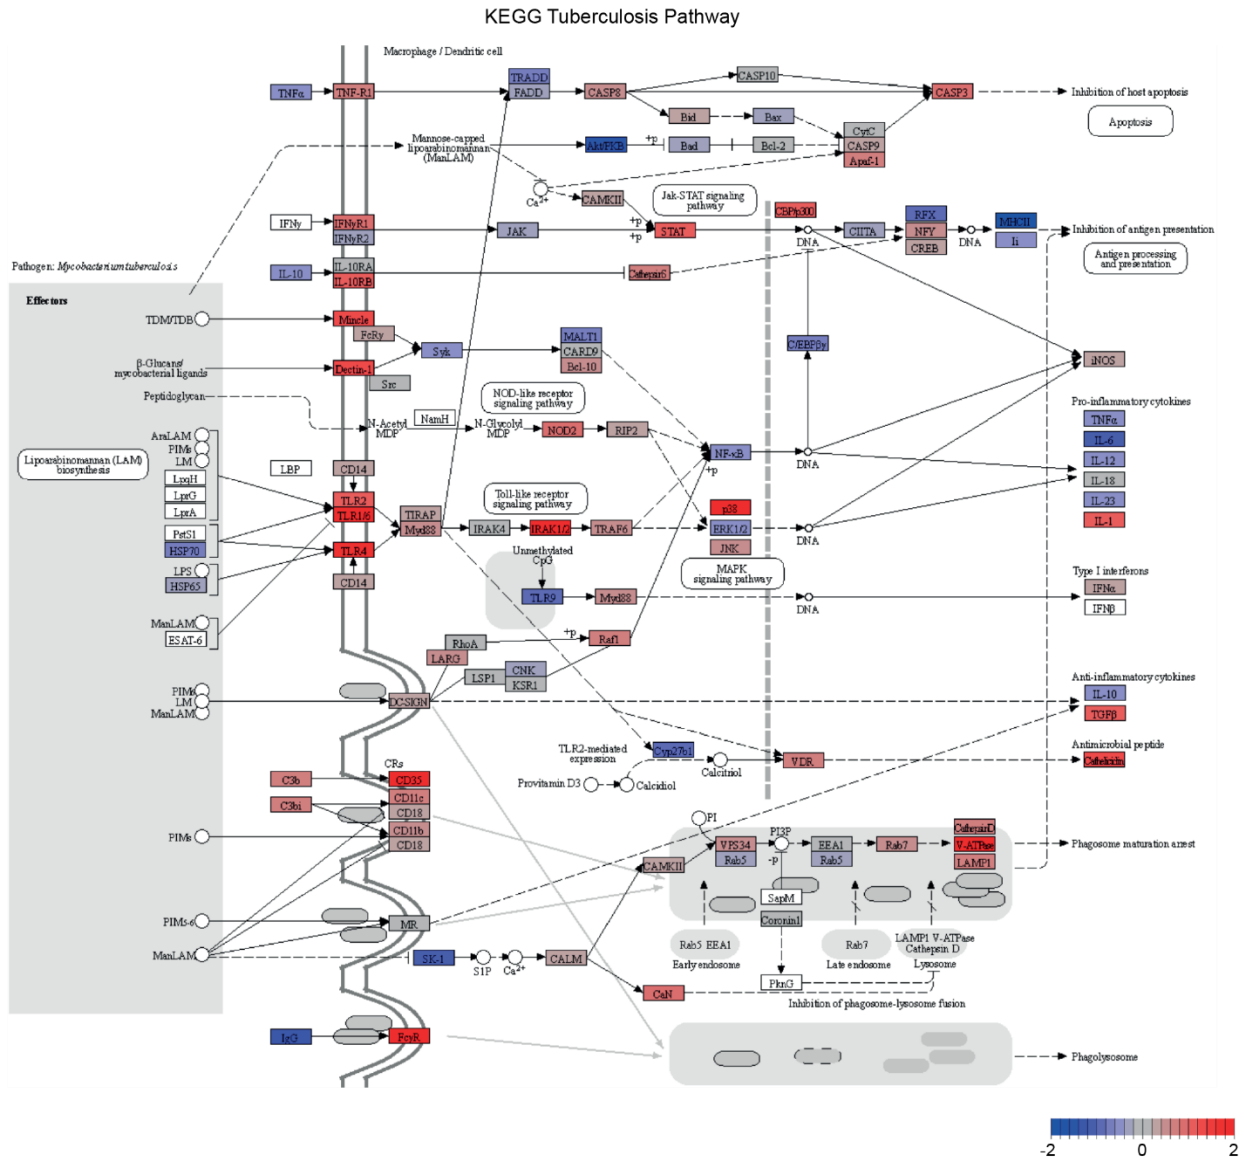 KEGG Tuberculosis Pathway
Macrophage / Dendritic cell
TNFα
TNF-R1
TRADD
FADD
CASP8
CASP10
CASP3
Inhibition of host apoptosis
Apoptosis
Bid
Bax
CytC
CASP9
Apaf-1
Mannose-capped
lipoarabinomannan
(ManLAM)
Akt/PKB
+p
Bad
Bcl-2
Ca2+
CAMKII
Jak-STAT signaling
pathway
+p
+p
IFNγ
IFNγR1
IFNγR2
JAK
STAT
CBP/p300
DNA
CIITA
RFX
NFY
CREB
DNA
MHCII
Ii
Inhibition of antigen presentation
Antigen processing
and presentation
IL-10
IL-10RA
IL-10RB
CathepsinS
Pathogen: Mycobacterium tuberculosis
Effectors
TDM/TDB
Mincle
FcRγ
Syk
MALT1
CARD9
Bcl-10
C/EBPβγ
iNOS
β-Glucans/
mycobacterial ligands
Dectin-1
Src
Peptidoglycan
N-Acetyl
MDP
NamH
N-Glycolyl
MDP
NOD-like receptor
signaling pathway
NOD2
RIP2
NF-κB
+p
DNA
Pro-inflammatory cytokines
TNFα
IL-6
IL-12
IL-18
IL-23
IL-1
Lipoarabinomannan (LAM)
biosynthesis
AraLAM
PIMs
LM
LpqH
LprG
LprA
PstS1
HSP70
LPS
HSP65
ManLAM
ESAT-6
LBP
CD14
TLR2
TLR1/6
TLR4
CD14
TIRAP
Myd88
Toll-like receptor
signaling pathway
IRAK4
IRAK1/2
TRAF6
p38
ERK1/2
JNK
DNA
MAPK
signaling pathway
Unmethylated
CpG
TLR9
Myd88
DNA
Type I interferons
IFNα
IFNβ
RhoA
LARG
+p
Raf1
LSP1
CNK
KSR1
PIMs
LM
ManLAM
DC-SIGN
Anti-inflammatory cytokines
IL-10
TGFβ
TLR2-mediated
expression
Cyp27b1
Provitamin D3
Calcidiol
Calcitriol
VDR
Antimicrobial peptide
Cathelicidin
CRs
C3b
CD35
C3bi
CD11c
CD18
PIMs
CD11b
CD18
PI
CAMKII
VPS34
Rab5
PI3P
-p
EEA1
Rab5
Rab7
CathepsinD
V-ATPase
LAMP1
Phagosome maturation arrest
SapM
Coronin1
PIM5-6
MR
Rab5 EEA1
Early endosome
Rab7
Late endosome
LAMP1 V-ATPase
Cathepsin D
Lysosome
ManLAM
SK-1
S1P
Ca2+
CALM
PknG
CaN
Inhibition of phagosome-lysosome fusion
IgG
FcγR
Phagolysosome
-2
0
2